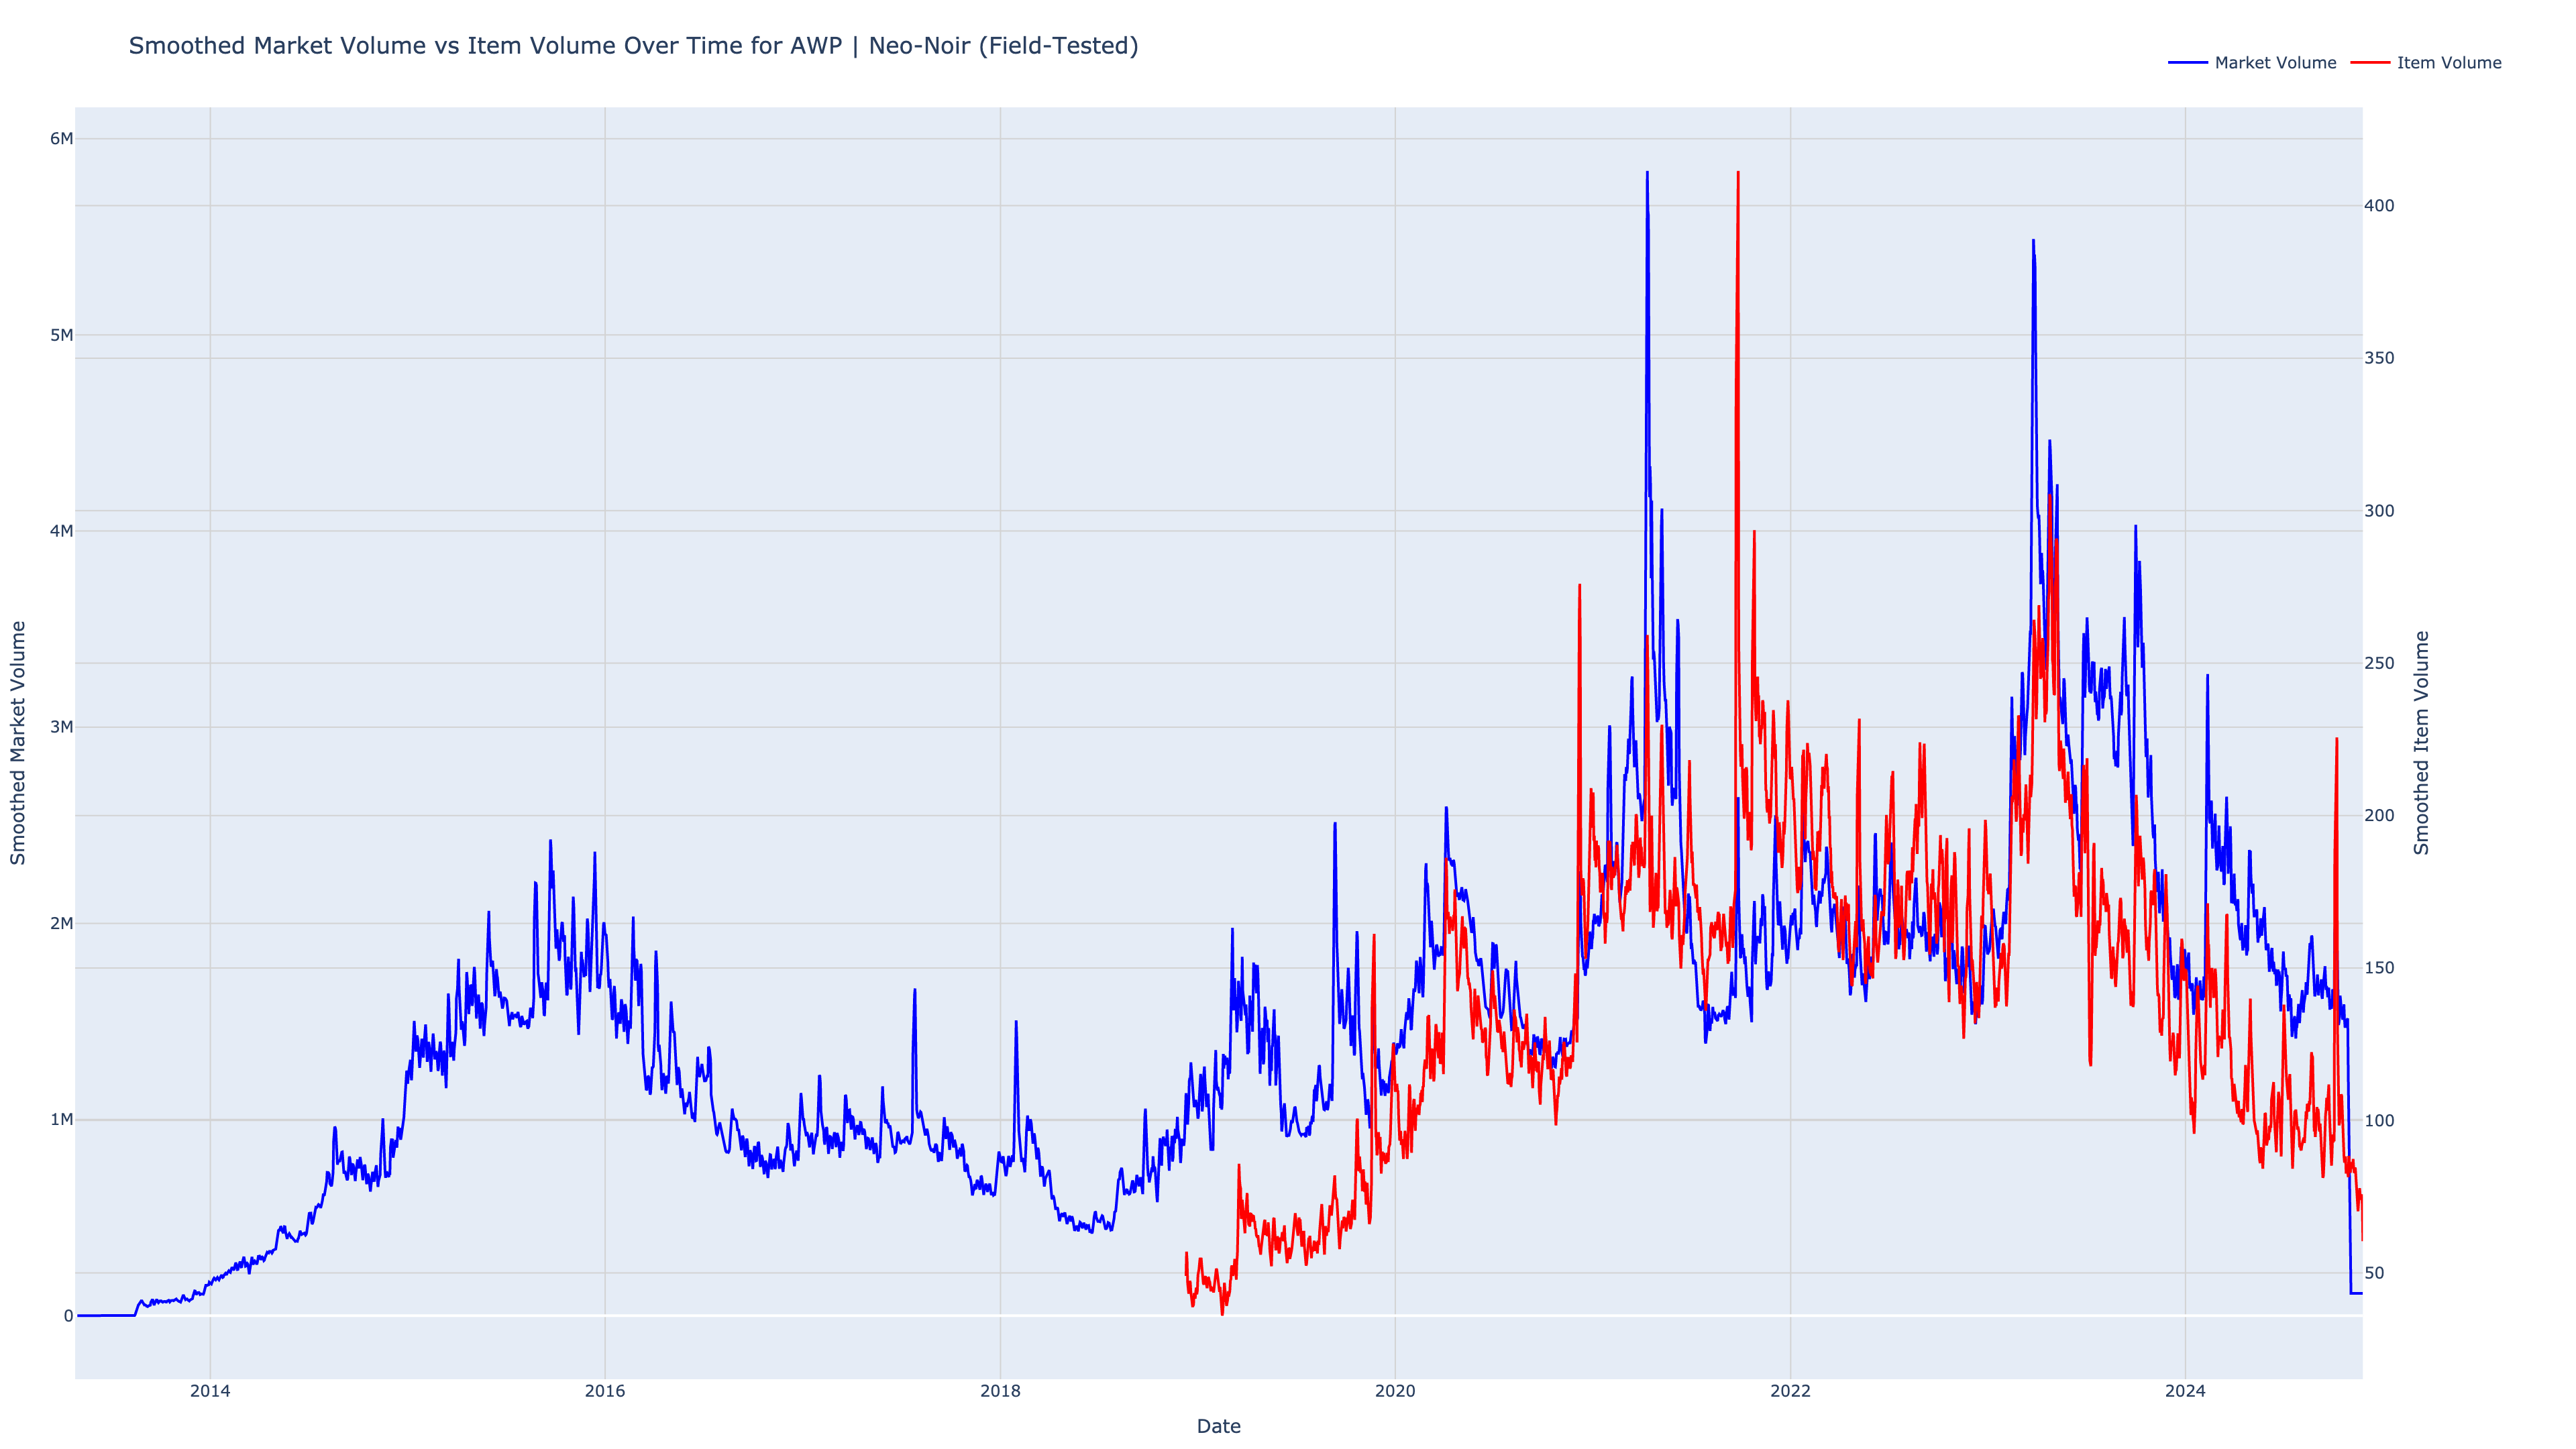 Smoothed Market Volume vs Item Volume Over Time for AWP | Neo-Noir (Field-Tested)
Market Volume
Item Volume
6M
5M
4M
3M
2M
1M
0
Smoothed Market Volume
400
350
300
250
200
150
100
50
Smoothed Item Volume
2014
2016
2018
2020
2022
2024
Date